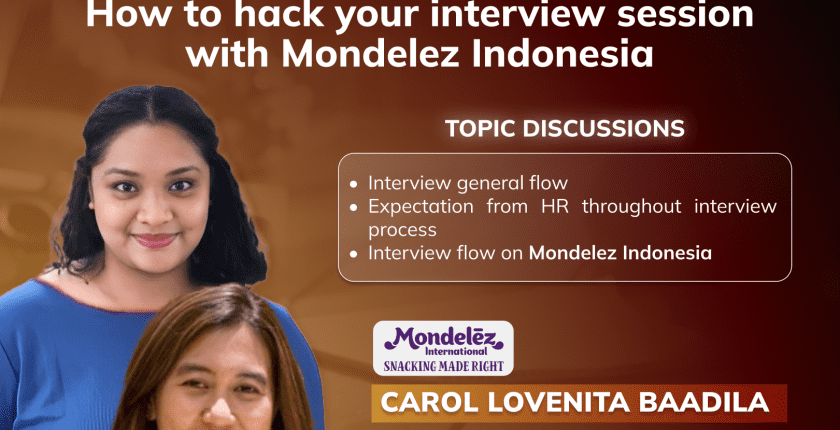 How to hack your interview session
with Mondelez Indonesia
TOPIC DISCUSSIONS
• Interview general flow
• Expectation from HR throughout interview
process
• Interview flow on Mondelez Indonesia
Mondelēz
International
SNACKING MADE RIGHT
CAROL LOVENITA BAADILA